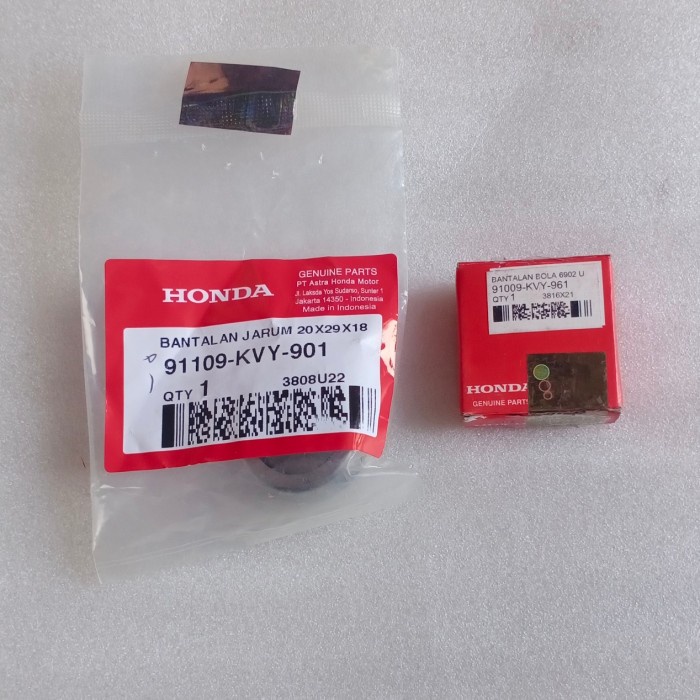 HONDA
GENUINE PARTS
PT Astra Honda Motor
Jl. Laksda Yos Sudarso, Sunter 1
Jakarta 14350 - Indonesia
Made in Indonesia
BANTALAN JARUM 20X29X18
91109-KVY-901
3808U22
QTY 1
BANTALAN BOLA 6902 U
91009-KVY-961
QTY 1 3816X21
HONDA
GENUINE PARTS